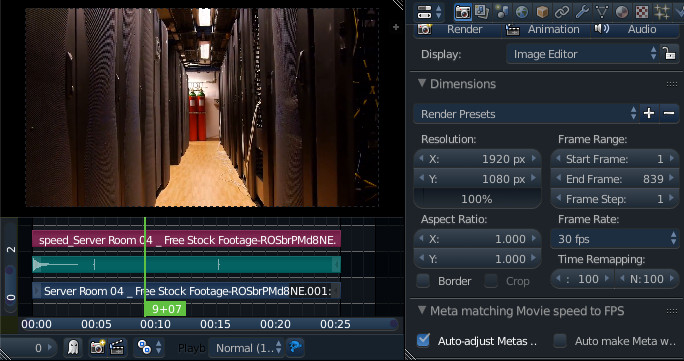 Render Animation Audio
Display: Image Editor
Dimensions
Render Presets
Resolution: Frame Range:
X: 1920 px Start Frame: 1
Y: 1080 px End Frame: 839
100% Frame Step: 1
Aspect Ratio: Frame Rate:
X: 1.000 30 fps
Y: 1.000 Time Remapping:
Border Crop : 100 N: 100
Meta matching Movie speed to FPS
Auto-adjust Metas .. Auto make Meta w..
2
speed_Server Room 04 _ Free Stock Footage-ROSbrPMd8NE.
0
Server Room 04 _ Free Stock Footage-ROSbrPMd8NE.001:
9+07
00:00 00:05 00:10 00:15 00:20 00:25
0 Playb Normal (1..